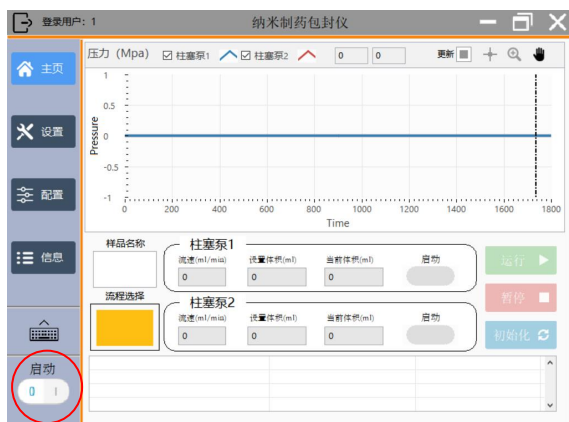 登录用户: 1
纳米制药包封仪
主页
设置
配置
信息
启动
0 1
压力 (Mpa) 柱塞泵1 柱塞泵2 0 0 更新
1
0.5
0
-0.5
-1
Pressure
0 200 400 600 800 1000 1200 1400 1600 1800
Time
样品名称
流程选择
柱塞泵1
流速(ml/min) 设置体积(ml) 当前体积(ml) 启动
0 0 0
柱塞泵2
流速(ml/min) 设置体积(ml) 当前体积(ml) 启动
0 0 0
运行
暂停
初始化